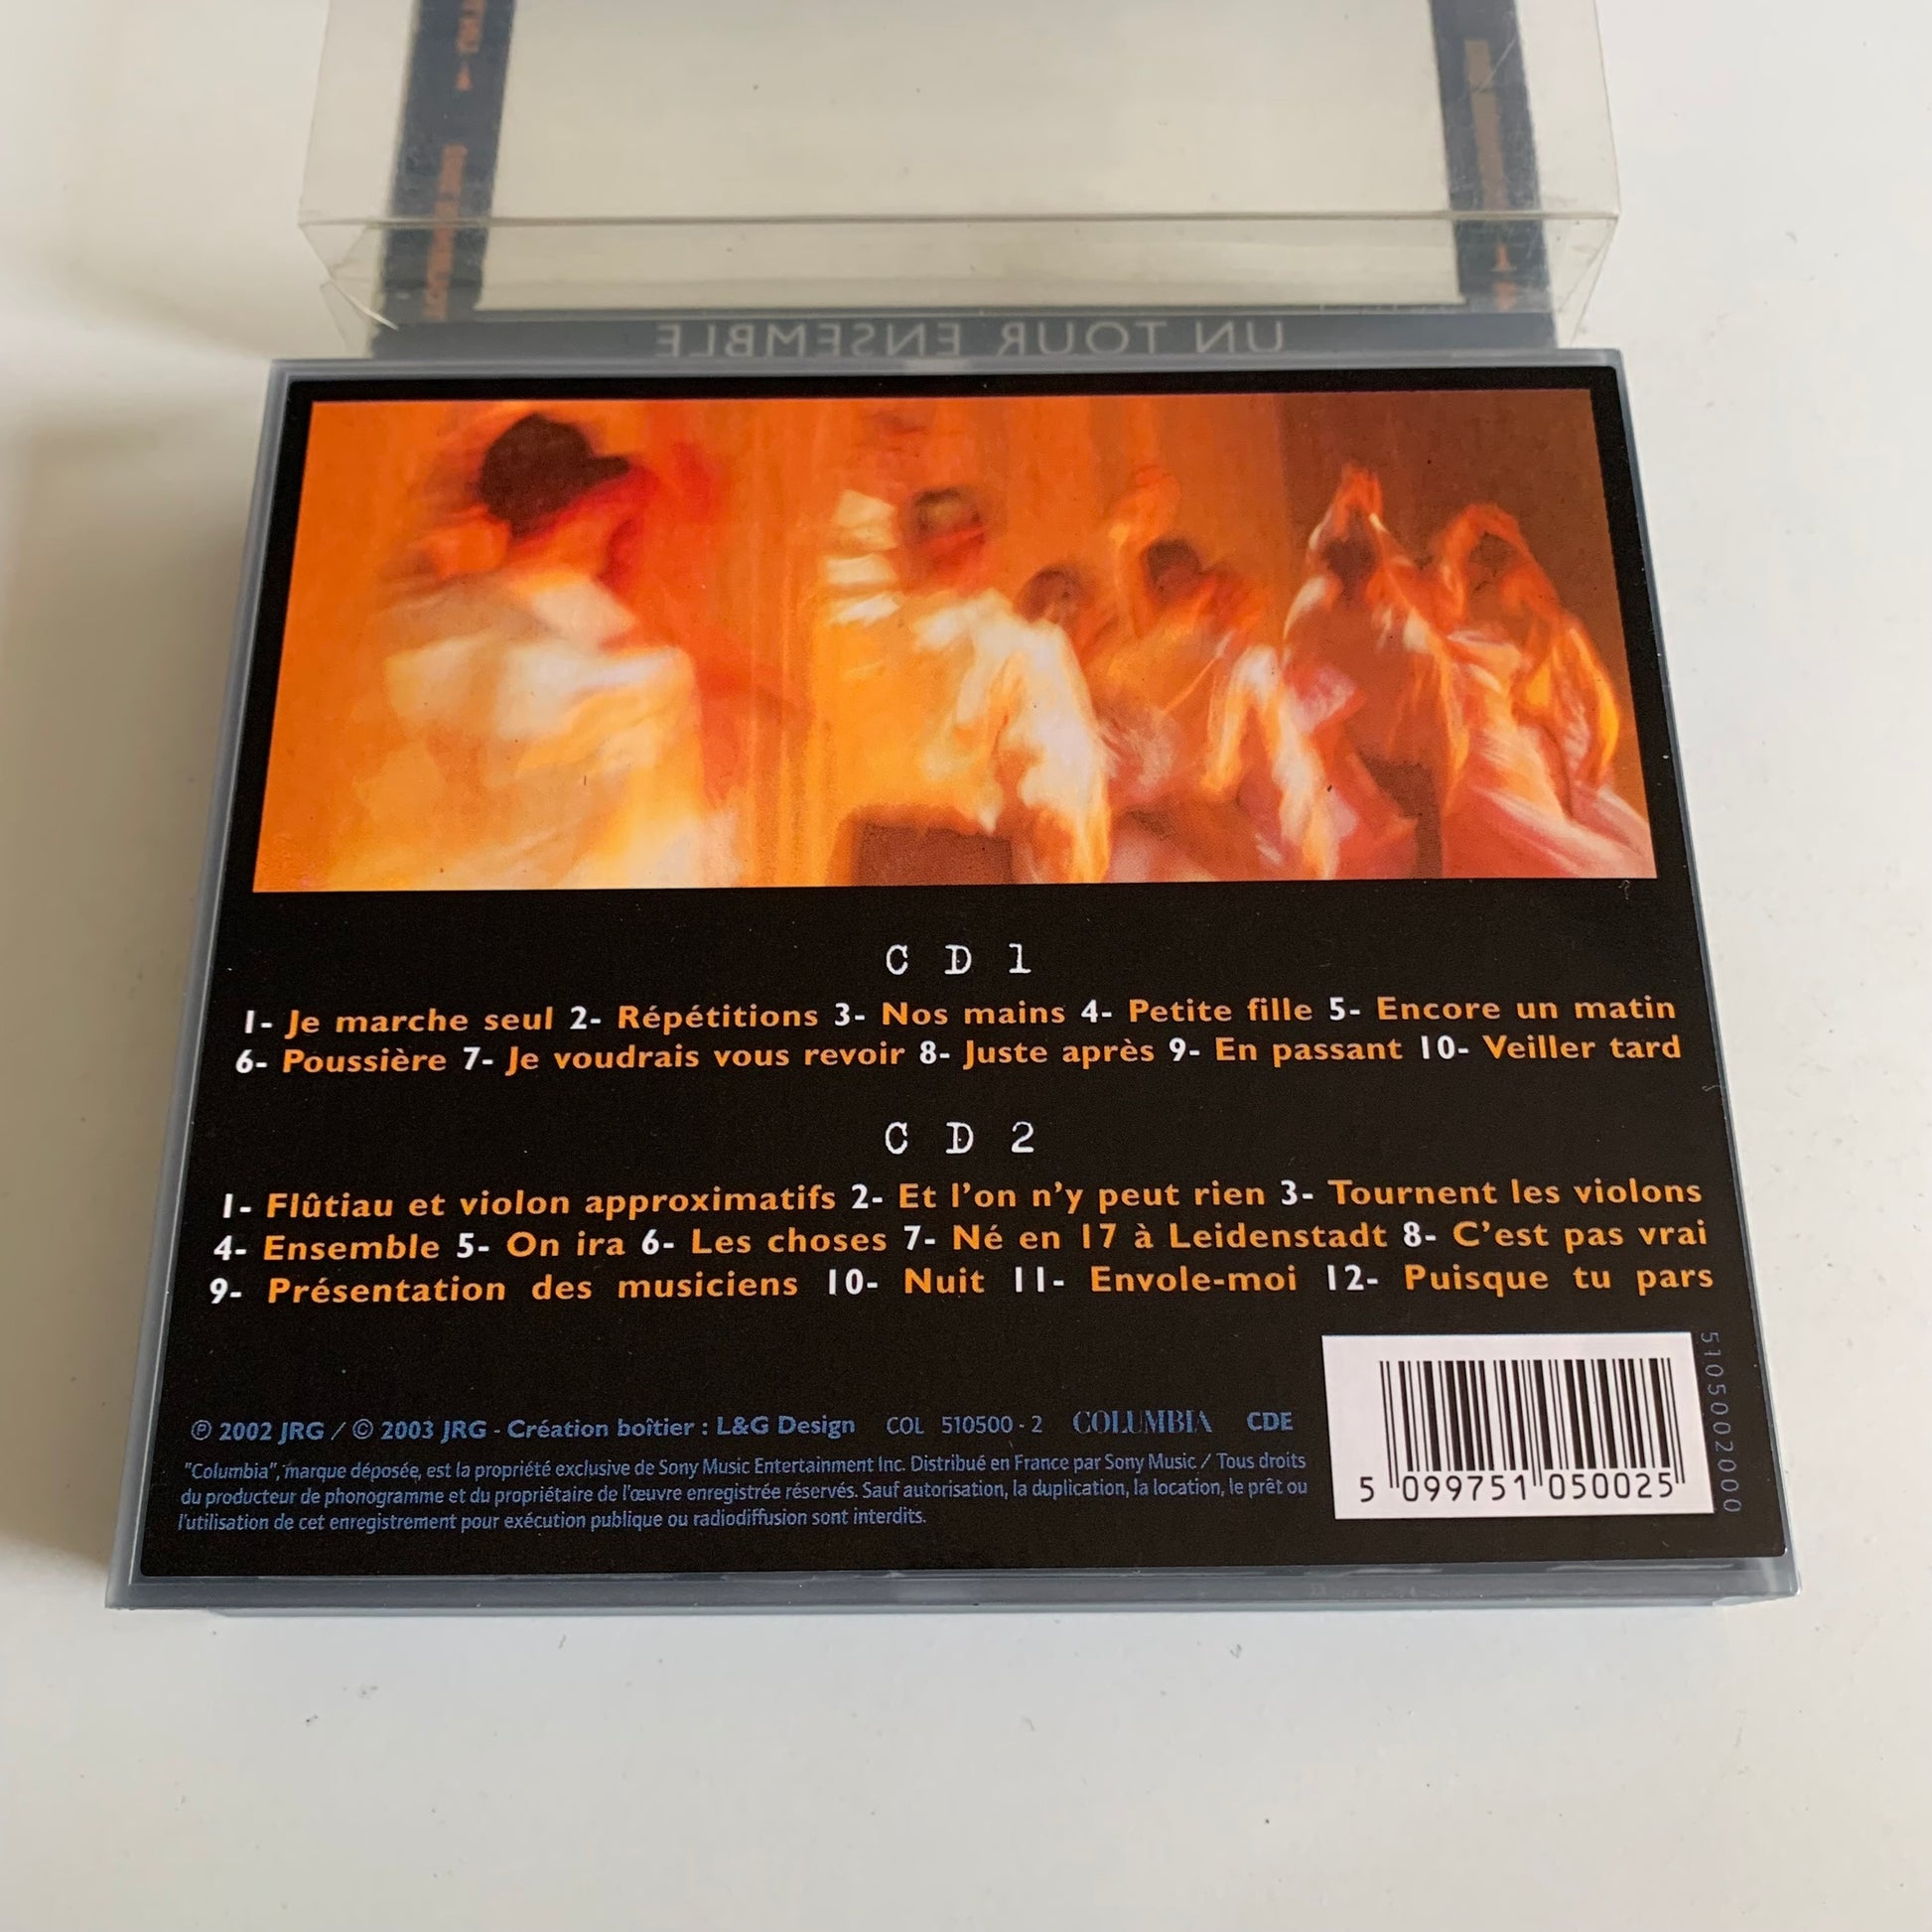 UN TOUR ENSEMBLE
CD1
1- Je marche seul 2- Répétitions 3- Nos mains 4- Petite fille 5- Encore un matin
6- Poussière 7- Je voudrais vous revoir 8- Juste après 9- En passant 10- Veiller tard
CD2
1- Flûtiau et violon approximatifs 2- Et l'on n'y peut rien 3- Tournent les violons
4- Ensemble 5- On ira 6- Les choses 7- Né en 17 à Leidenstadt 8- C'est pas vrai
9- Présentation des musiciens 10- Nuit 11- Envole-moi 12- Puisque tu pars
℗ 2002 JRG / © 2003 JRG - Création boîtier : L&G Design COL 510500-2 COLUMBIA CDE
"Columbia", marque déposée, est la propriété exclusive de Sony Music Entertainment Inc. Distribué en France par Sony Music / Tous droits
du producteur de phonogramme et du propriétaire de l'œuvre enregistrée réservés. Sauf autorisation, la duplication, la location, le prêt ou
l'utilisation de cet enregistrement pour exécution publique ou radiodiffusion sont interdits.
5 099751 050025
5105002000